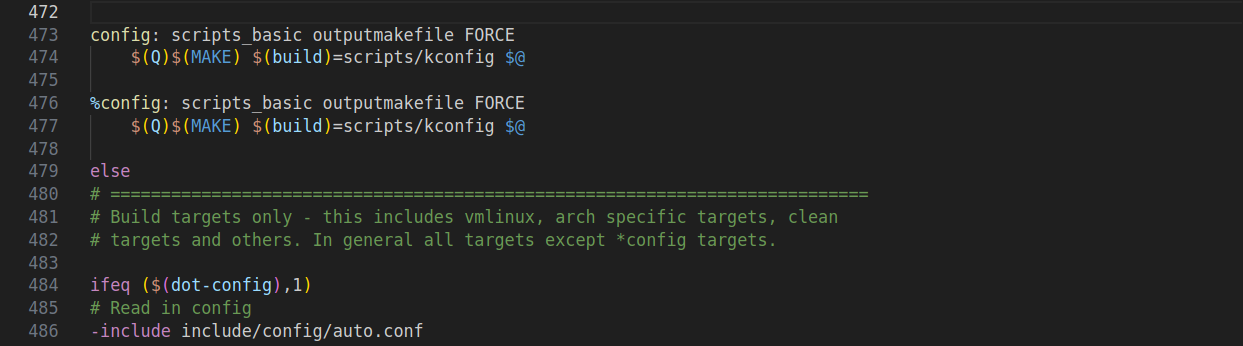 472
473 config: scripts_basic outputmakefile FORCE
474     $(Q)$(MAKE) $(build)=scripts/kconfig $@
475
476 %config: scripts_basic outputmakefile FORCE
477     $(Q)$(MAKE) $(build)=scripts/kconfig $@
478
479 else
480 # ===========================================================================
481 # Build targets only - this includes vmlinux, arch specific targets, clean
482 # targets and others. In general all targets except *config targets.
483
484 ifeq ($(dot-config),1)
485 # Read in config
486 -include include/config/auto.conf